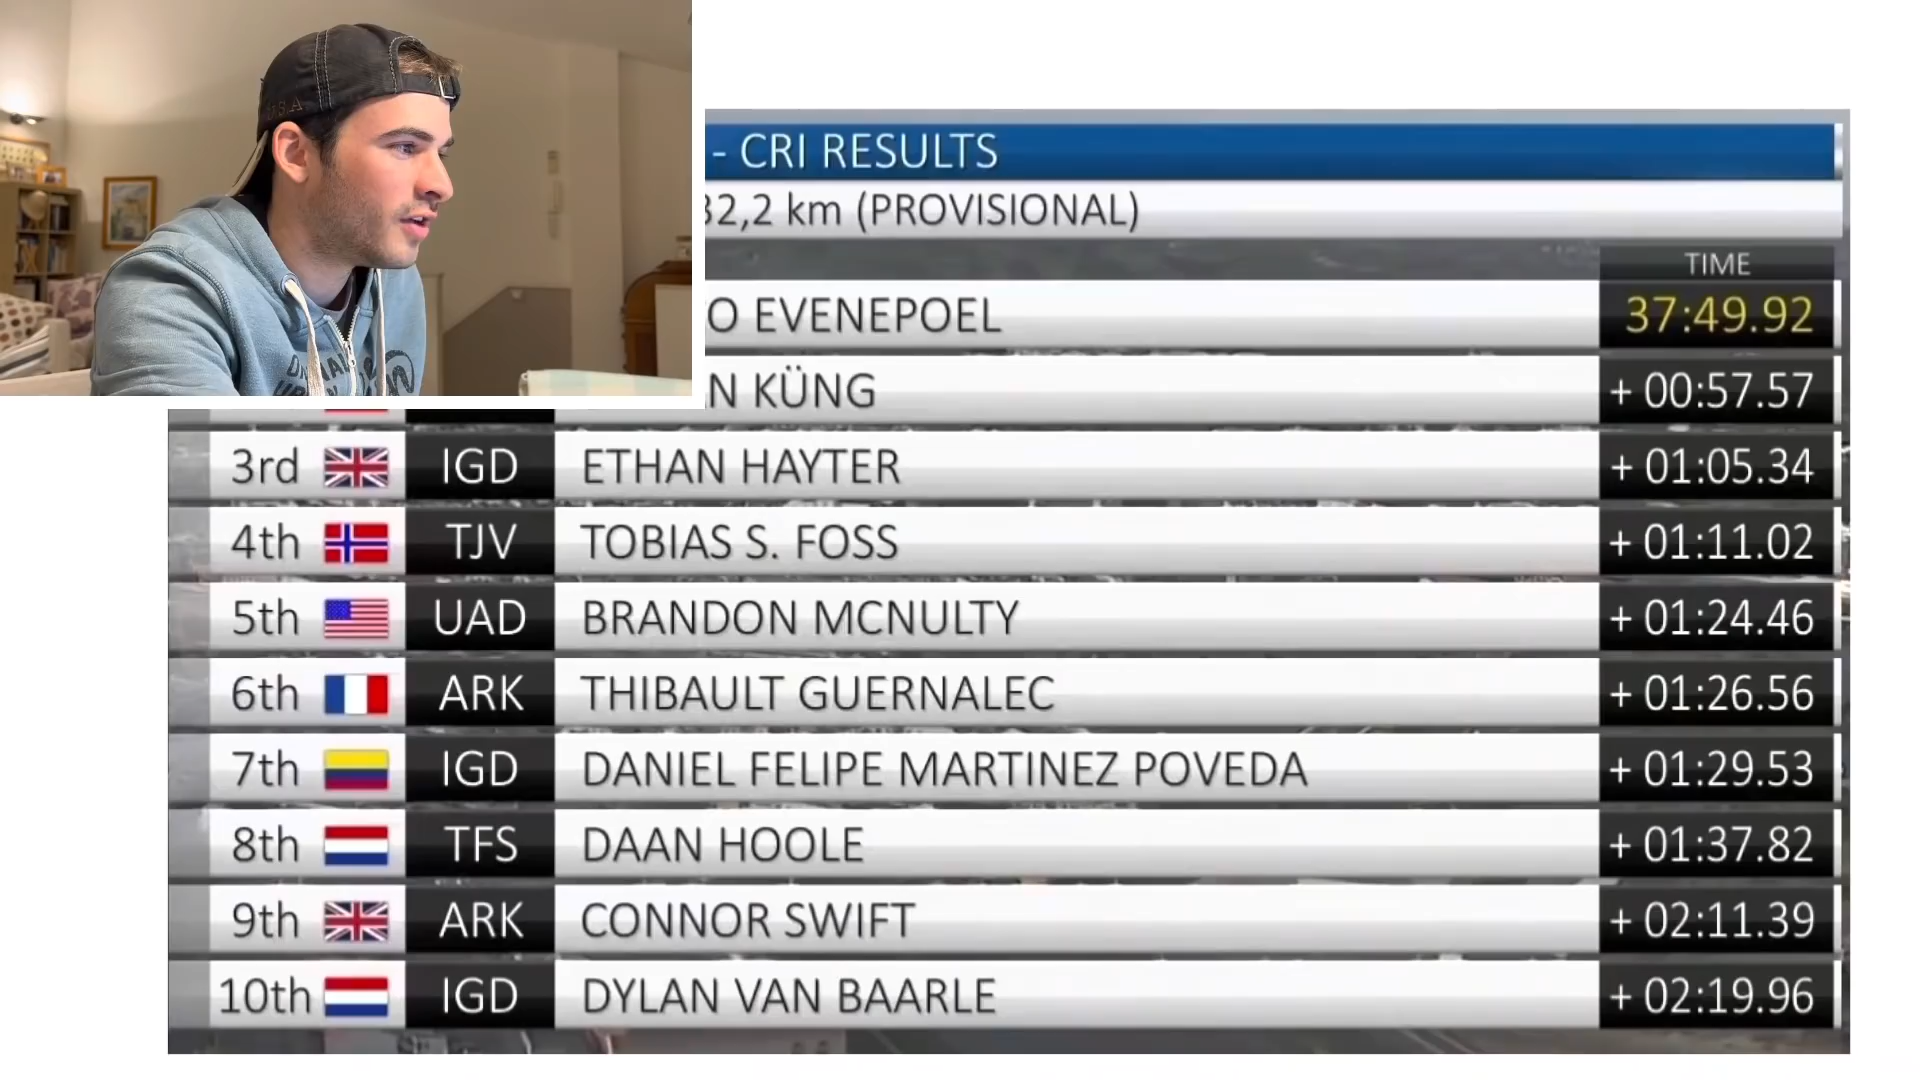 - CRI RESULTS
32,2 km (PROVISIONAL)
TIME
O EVENEPOEL 37:49.92
N KÜNG + 00:57.57
3rd IGD ETHAN HAYTER + 01:05.34
4th TJV TOBIAS S. FOSS + 01:11.02
5th UAD BRANDON MCNULTY + 01:24.46
6th ARK THIBAULT GUERNALEC + 01:26.56
7th IGD DANIEL FELIPE MARTINEZ POVEDA + 01:29.53
8th TFS DAAN HOOLE + 01:37.82
9th ARK CONNOR SWIFT + 02:11.39
10th IGD DYLAN VAN BAARLE + 02:19.96